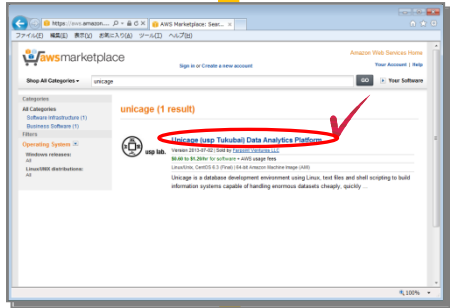 https://aws.amazon....
AWS Marketplace: Sear...
ファイル(F) 編集(E) 表示(V) お気に入り(A) ツール(T) ヘルプ(H)
awsmarketplace
Amazon Web Services Home
Sign in or Create a new account
Your Account | Help
Shop All Categories
unicage
GO
Your Software
Categories
All Categories
Software Infrastructure (1)
Business Software (1)
Filters
Operating System
Windows releases:
All
Linux/UNIX distributions:
All
unicage (1 result)
usp lab.
Unicage (usp Tukubai) Data Analytics Platform
Version 2013-07-02 | Sold by Ferponi Ventures LLC
$0.00 to $1.28/hr for software + AWS usage fees
Linux/Unix, CentOS 6.3 (Final) | 64-bit Amazon Machine Image (AMI)
Unicage is a database development environment using Linux, text files and shell scripting to build
information systems capable of handling enormous datasets cheaply, quickly ...
100%